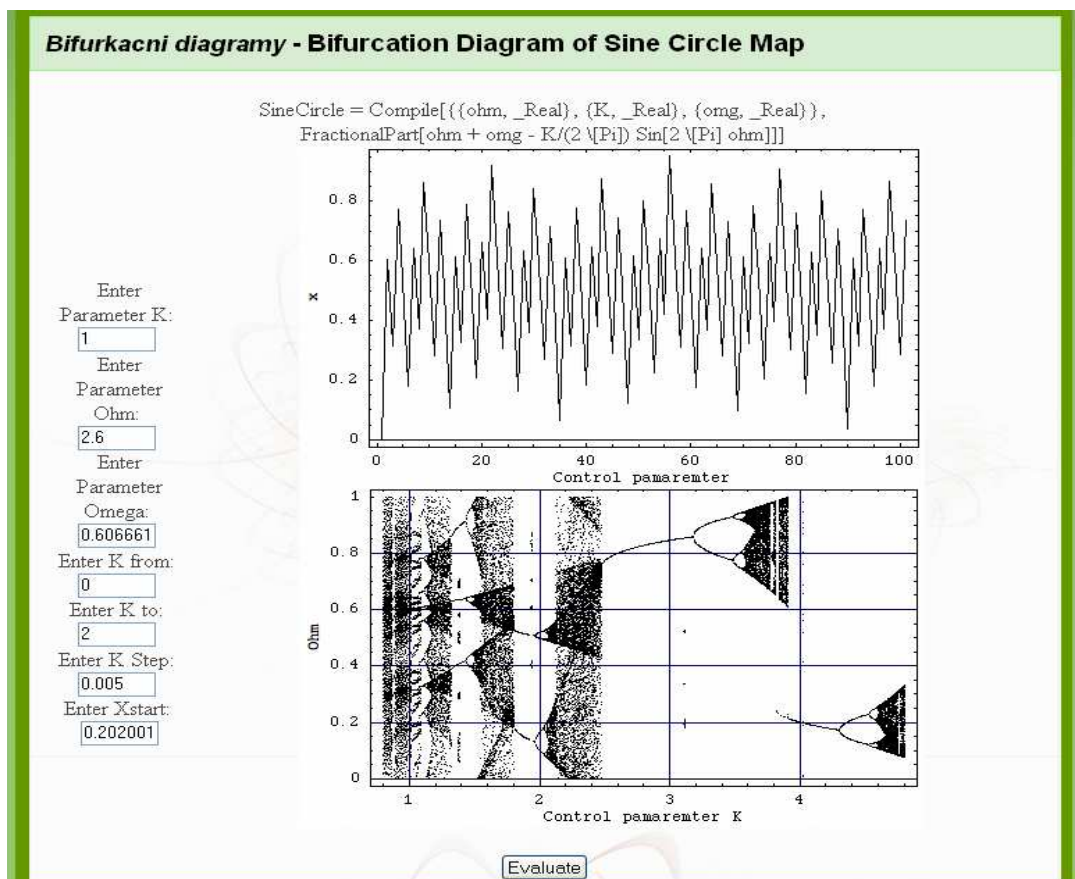 Bifurkacni diagramy - Bifurcation Diagram of Sine Circle Map
SineCircle = Compile[{{ohm, _Real}, {K, _Real}, {omg, _Real}},
FractionalPart[ohm + omg - K/(2 \[Pi]) Sin[2 \[Pi] ohm]]]
Enter
Parameter K:
1
Enter
Parameter
Ohm:
2.6
Enter
Parameter
Omega:
0.606661
Enter K from:
0
Enter K to:
2
Enter K Step:
0.005
Enter Xstart:
0.202001
x
0.8
0.6
0.4
0.2
0
0 20 40 60 80 100
Control pamaremter
Ohm
1
0.8
0.6
0.4
0.2
0
1 2 3 4
Control pamaremter K
Evaluate